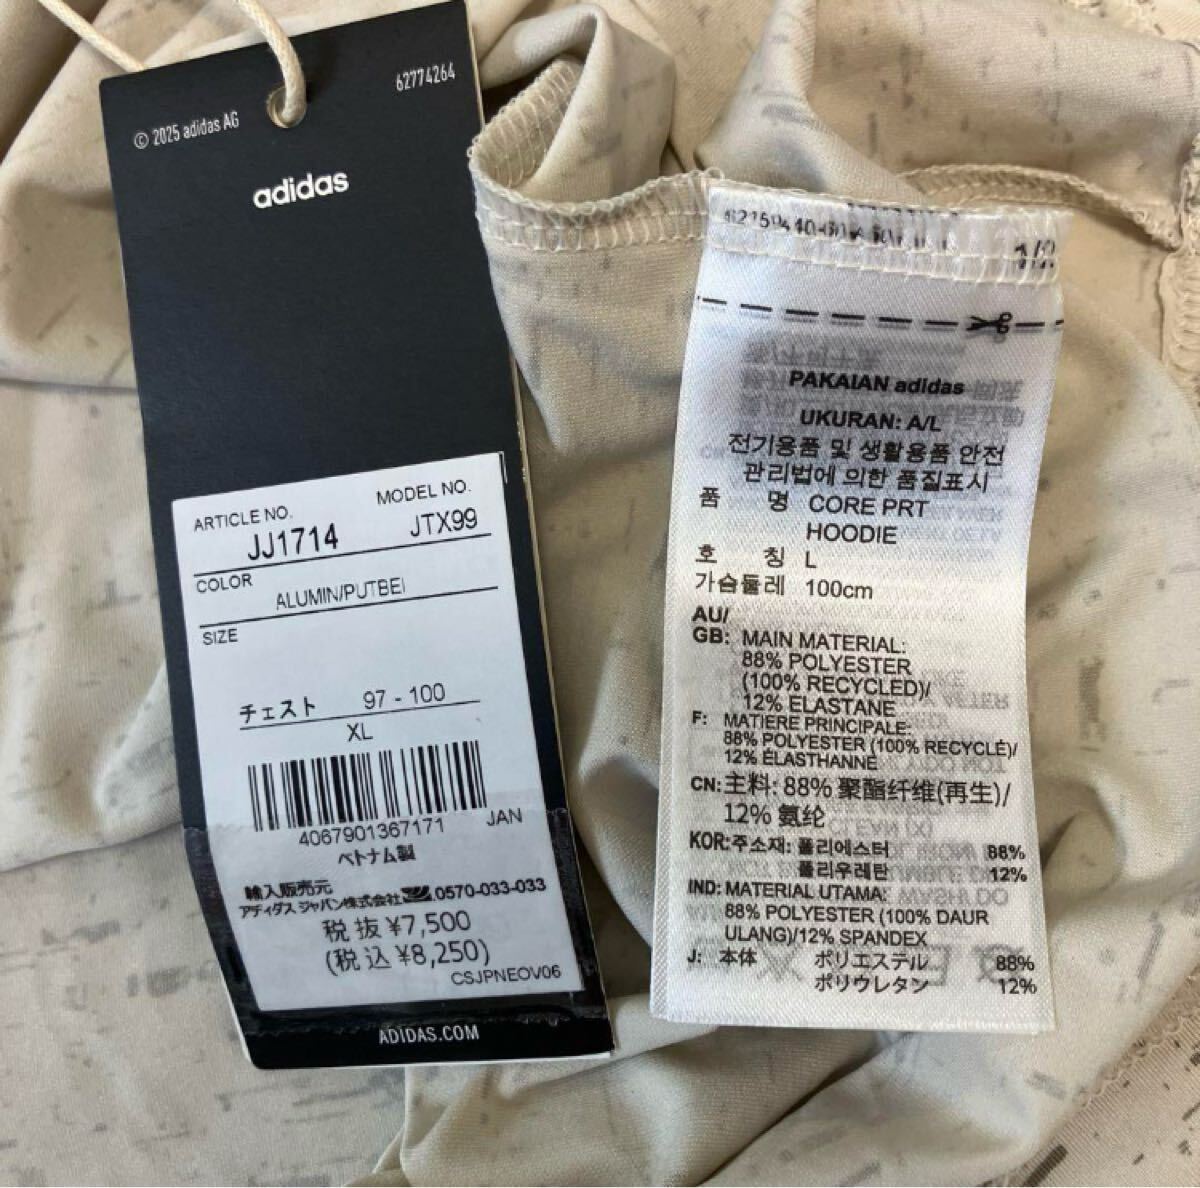 © 2025 adidas AG
62774264
adidas
ARTICLE NO.
MODEL NO.
JJ1714
JTX99
COLOR
ALUMIN/PUTBEI
SIZE
チェスト 97 - 100
XL
4067901367171
JAN
ベトナム製
輸入販売元
アディダス ジャパン株式会社 0570-033-033
税抜 ¥7,500
(税込 ¥8,250)
CSJPNEOV06
ADIDAS.COM
PAKAIAN adidas
UKURAN: A/L
전기용품 및 생활용품 안전
관리법에 의한 품질표시
품 명 CORE PRT
HOODIE
호 칭 L
가슴둘레 100cm
AU/
GB: MAIN MATERIAL:
88% POLYESTER
(100% RECYCLED)/
12% ELASTANE
F: MATIERE PRINCIPALE:
88% POLYESTER (100% RECYCLÉ)/
12% ÉLASTHANNE
CN: 主料: 88% 聚酯纤维(再生)/
12% 氨纶
KOR: 주소재: 폴리에스터 88%
폴리우레탄 12%
IND: MATERIAL UTAMA:
88% POLYESTER (100% DAUR
ULANG)/12% SPANDEX
J: 本体 ポリエステル 88%
ポリウレタン 12%